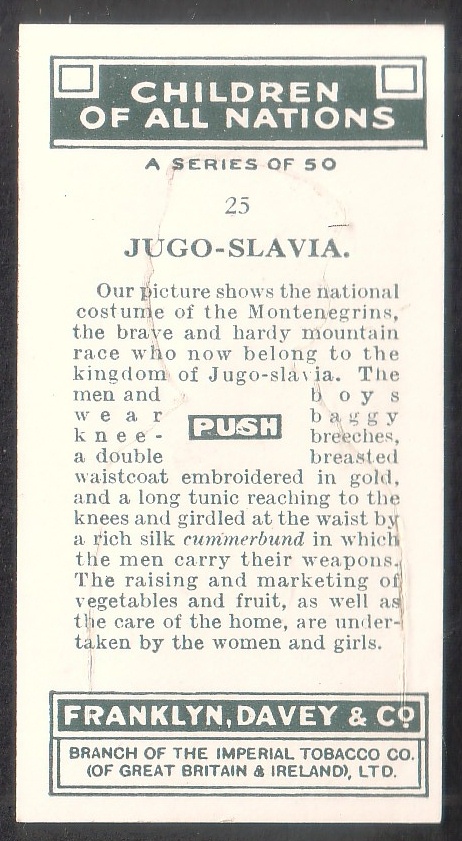 CHILDREN
OF ALL NATIONS
A SERIES OF 50
25
JUGO-SLAVIA.
Our picture shows the national
costume of the Montenegrins,
the brave and hardy mountain
race who now belong to the
kingdom of Jugo-slavia. The
men and boys
wear baggy
knee- breeches,
a double breasted
PUSH
waistcoat embroidered in gold,
and a long tunic reaching to the
knees and girdled at the waist by
a rich silk cummerbund in which
the men carry their weapons.
The raising and marketing of
vegetables and fruit, as well as
the care of the home, are under-
taken by the women and girls.
FRANKLYN, DAVEY & CO.
BRANCH OF THE IMPERIAL TOBACCO CO.
(OF GREAT BRITAIN & IRELAND), LTD.